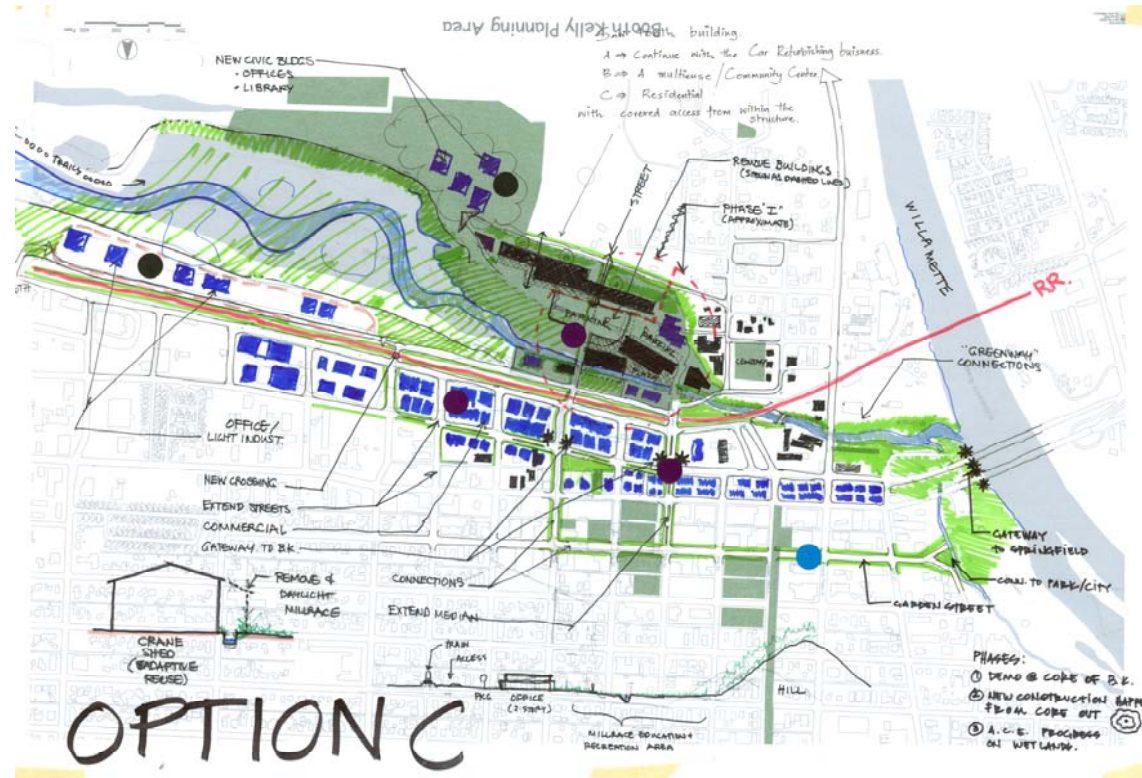 Booth Kelly Planning Area
building.
A ⇒ Continue with the Car Refurbishing buisness.
B ⇒ A multiuse / Community Center
C ⇒ Residential
with covered access from within the
structure.
NEW CIVIC BLDGS
• OFFICES
• LIBRARY
TRAILS
STREET
REMOVE BUILDINGS
(SHOWN AS DASHED LINES)
PHASE "I"
(APPROXIMATE)
WILLAMETTE
R.R.
PARKING
"GREENWAY"
CONNECTIONS
OFFICE/
LIGHT INDUST.
NEW CROSSING
EXTEND STREETS
COMMERCIAL
GATEWAY TO B.K.
CONNECTIONS
EXTEND MEDIAN
GATEWAY
TO SPRINGFIELD
CONN. TO PARK/CITY
GARDEN STREET
REMOVE &
DAYLIGHT
MILLRACE
CRANE
SHED
REUSE)
TRAIN
ACCESS
PKG
OFFICE
(2-STORY)
HILL
MILLRACE EDUCATION +
RECREATION AREA
PHASES:
① DEMO @ CORE OF B.K.
② NEW CONSTRUCTION HAPP
FROM CORE OUT
③ A.C.E. PROGRESS
ON WETLANDS.
OPTION C